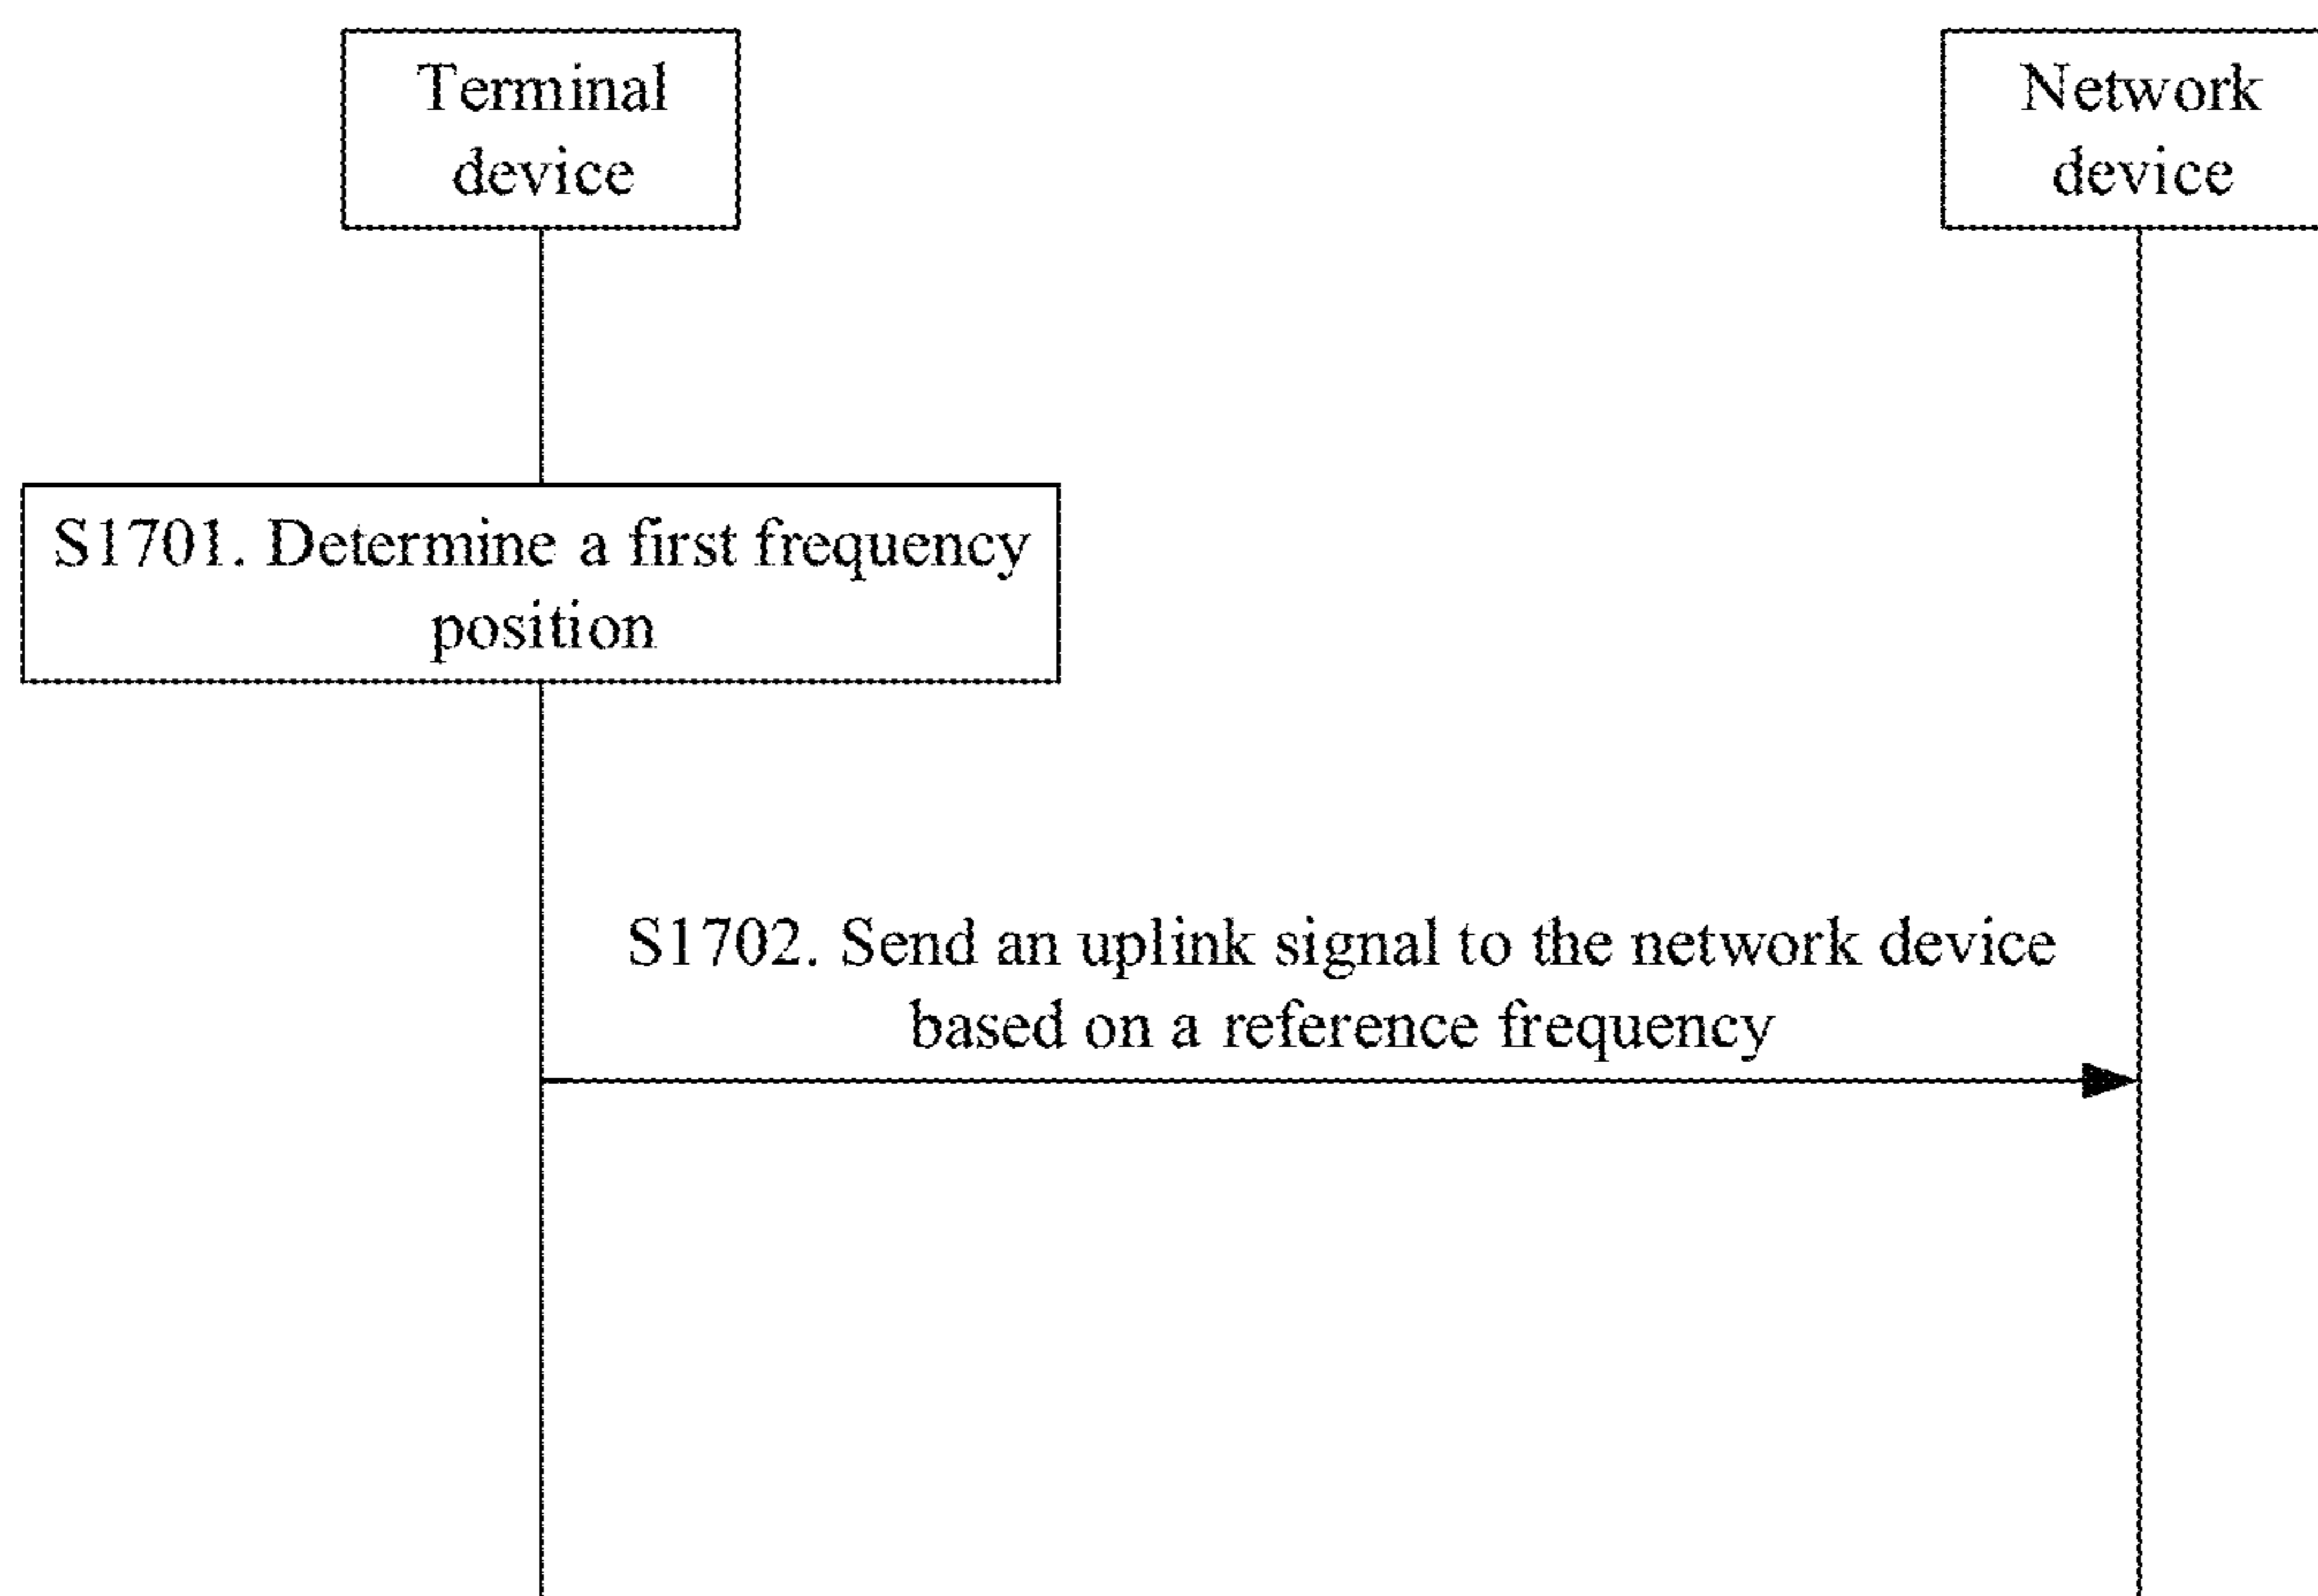 Terminal
device
Network
device
S1701. Determine a first frequency
position
S1702. Send an uplink signal to the network device
based on a reference frequency